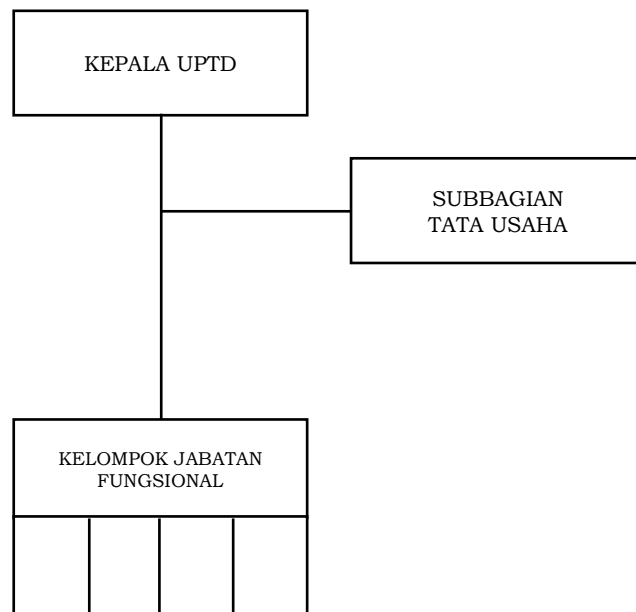 KEPALA UPTD
SUBBAGIAN
TATA USAHA
KELOMPOK JABATAN
FUNGSIONAL